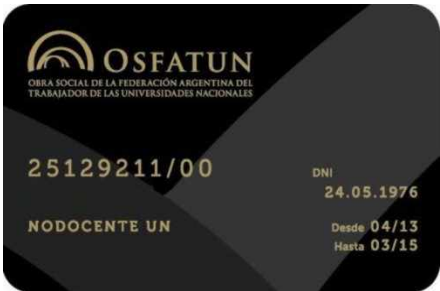 OSFATUN
OBRA SOCIAL DE LA FEDERACIÓN ARGENTINA DEL
TRABAJADOR DE LAS UNIVERSIDADES NACIONALES
25129211/00
DNI
24.05.1976
NODOCENTE UN
Desde 04/13
Hasta 03/15